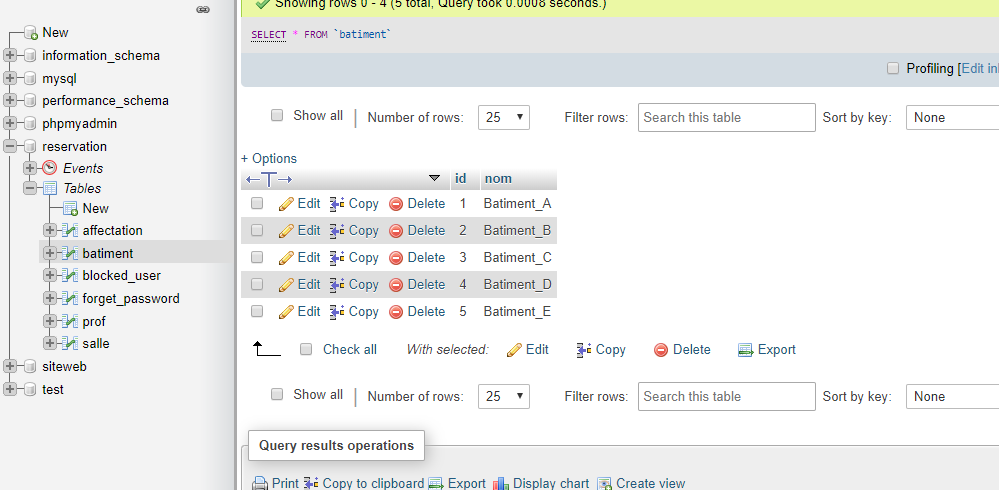 New
information_schema
mysql
performance_schema
phpmyadmin
reservation
Events
Tables
New
affectation
batiment
blocked_user
forget_password
prof
salle
siteweb
test
Showing rows 0 - 4 (5 total, Query took 0.0008 seconds.)
SELECT * FROM `batiment`
Profiling [Edit in
Show all | Number of rows: 25 Filter rows: Search this table Sort by key: None
+ Options
id nom
Edit Copy Delete 1 Batiment_A
Edit Copy Delete 2 Batiment_B
Edit Copy Delete 3 Batiment_C
Edit Copy Delete 4 Batiment_D
Edit Copy Delete 5 Batiment_E
Check all With selected: Edit Copy Delete Export
Show all | Number of rows: 25 Filter rows: Search this table Sort by key: None
Query results operations
Print Copy to clipboard Export Display chart Create view